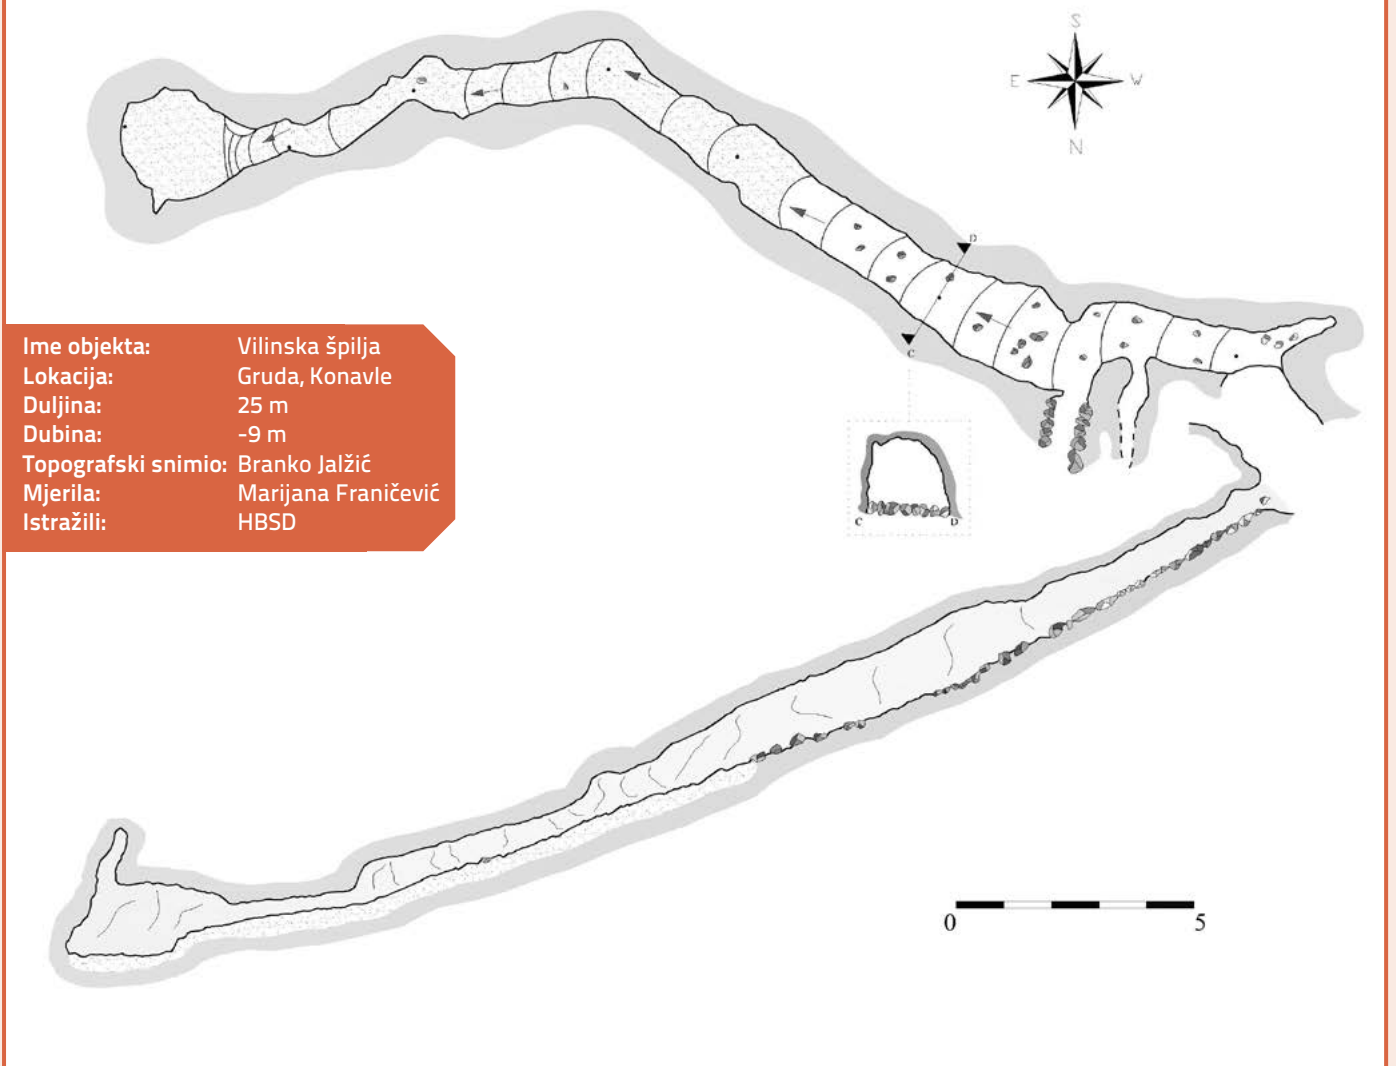 S
E W
N
D
C
Ime objekta: Vilinska špilja
Lokacija: Gruda, Konavle
Duljina: 25 m
Dubina: -9 m
Topografski snimio: Branko Jalžić
Mjerila: Marijana Franičević
Istražili: HBSD
C D
0 5